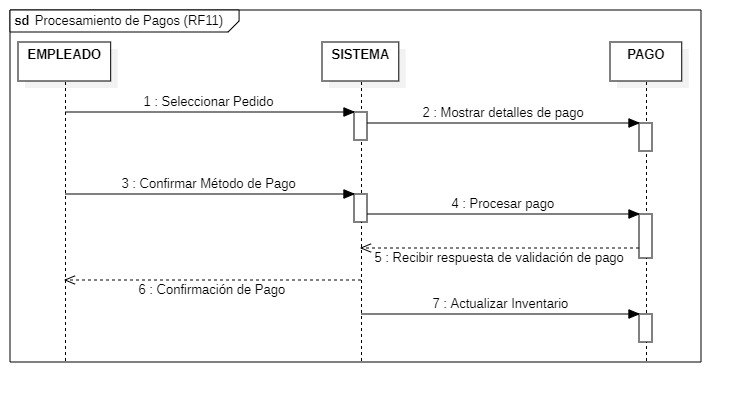 sd Procesamiento de Pagos (RF11)
EMPLEADO
SISTEMA
PAGO
1 : Seleccionar Pedido
2 : Mostrar detalles de pago
3 : Confirmar Método de Pago
4 : Procesar pago
5 : Recibir respuesta de validación de pago
6 : Confirmación de Pago
7 : Actualizar Inventario